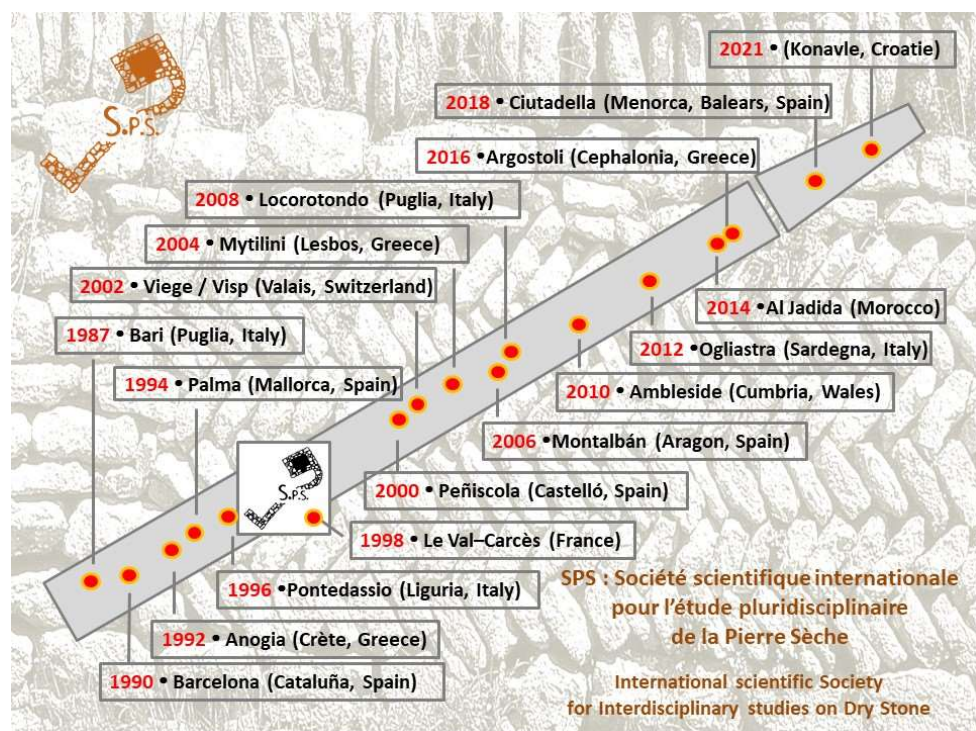 2021 • (Konavle, Croatie)
2018 • Ciutadella (Menorca, Balears, Spain)
2016 •Argostoli (Cephalonia, Greece)
2008 • Locorotondo (Puglia, Italy)
2004 • Mytilini (Lesbos, Greece)
2002 • Viege / Visp (Valais, Switzerland)
1987 • Bari (Puglia, Italy)
1994 • Palma (Mallorca, Spain)
S.P.S.
2014 •Al Jadida (Morocco)
2012 •Ogliastra (Sardegna, Italy)
2010 • Ambleside (Cumbria, Wales)
2006 •Montalbán (Aragon, Spain)
2000 • Peñiscola (Castelló, Spain)
S.P.S.
1998 • Le Val–Carcès (France)
1996 •Pontedassio (Liguria, Italy)
1992 • Anogia (Crète, Greece)
1990 • Barcelona (Cataluña, Spain)
SPS : Société scientifique internationale
pour l'étude pluridisciplinaire
de la Pierre Sèche
International scientific Society
for Interdisciplinary studies on Dry Stone